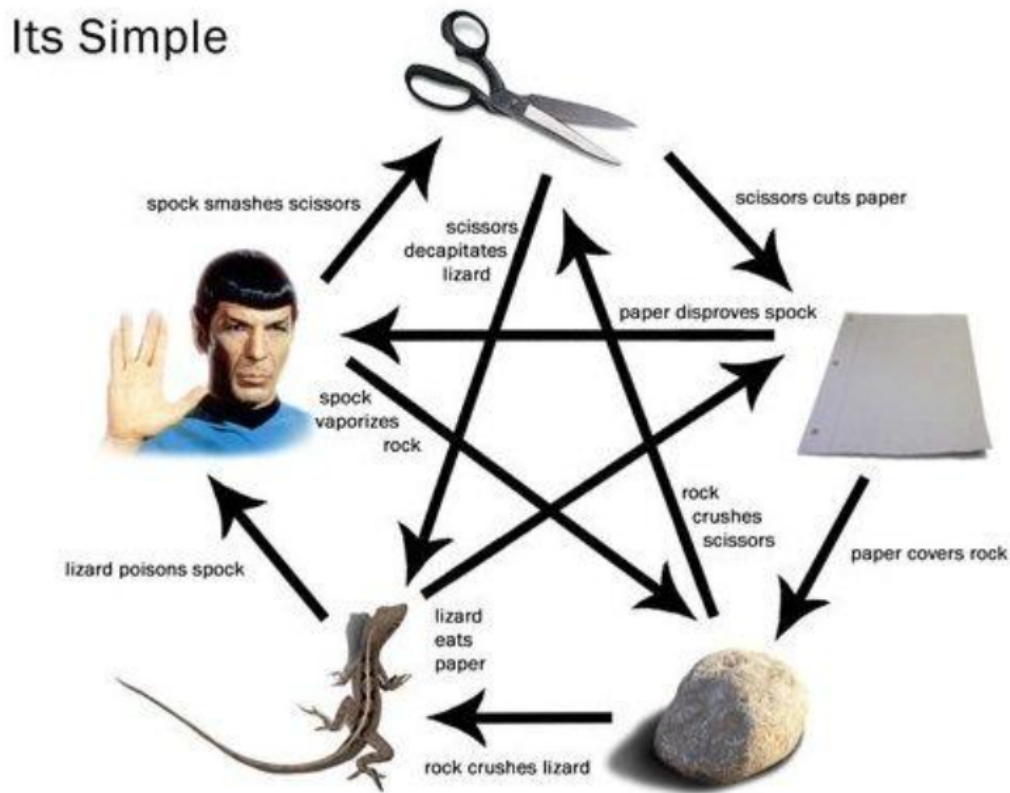 Its Simple
spock smashes scissors
scissors cuts paper
scissors
decapitates
lizard
paper disproves spock
spock
vaporizes
rock
rock
crushes
scissors
lizard poisons spock
paper covers rock
lizard
eats
paper
rock crushes lizard